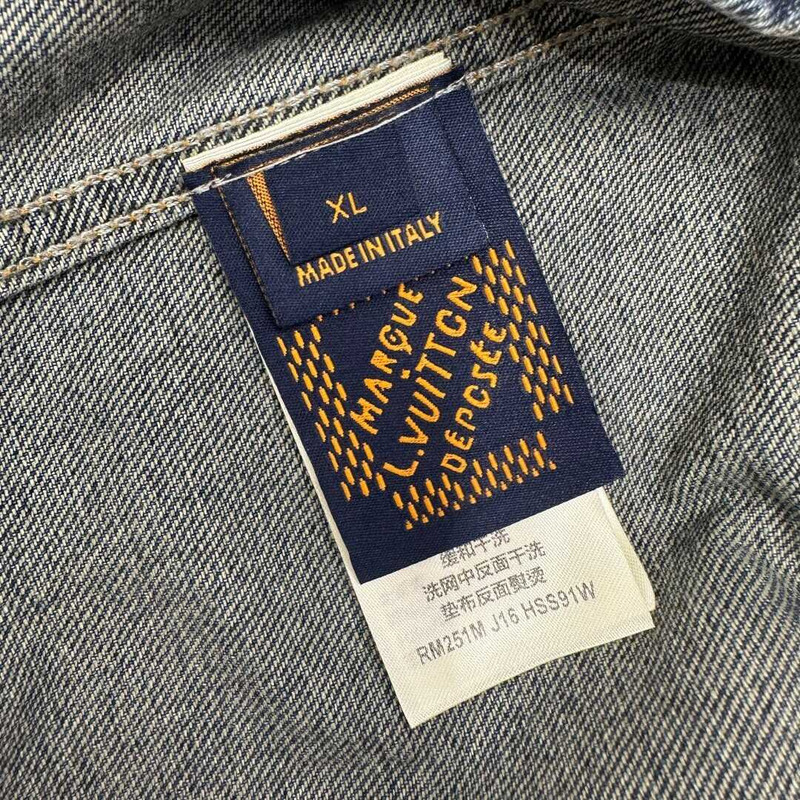 XL
MADE IN ITALY
MARQUE
L.VUITTON
DÉPOSÉE
缓和干洗
洗网中反面干洗
垫布反面熨烫
RM251M J16 HSS91W